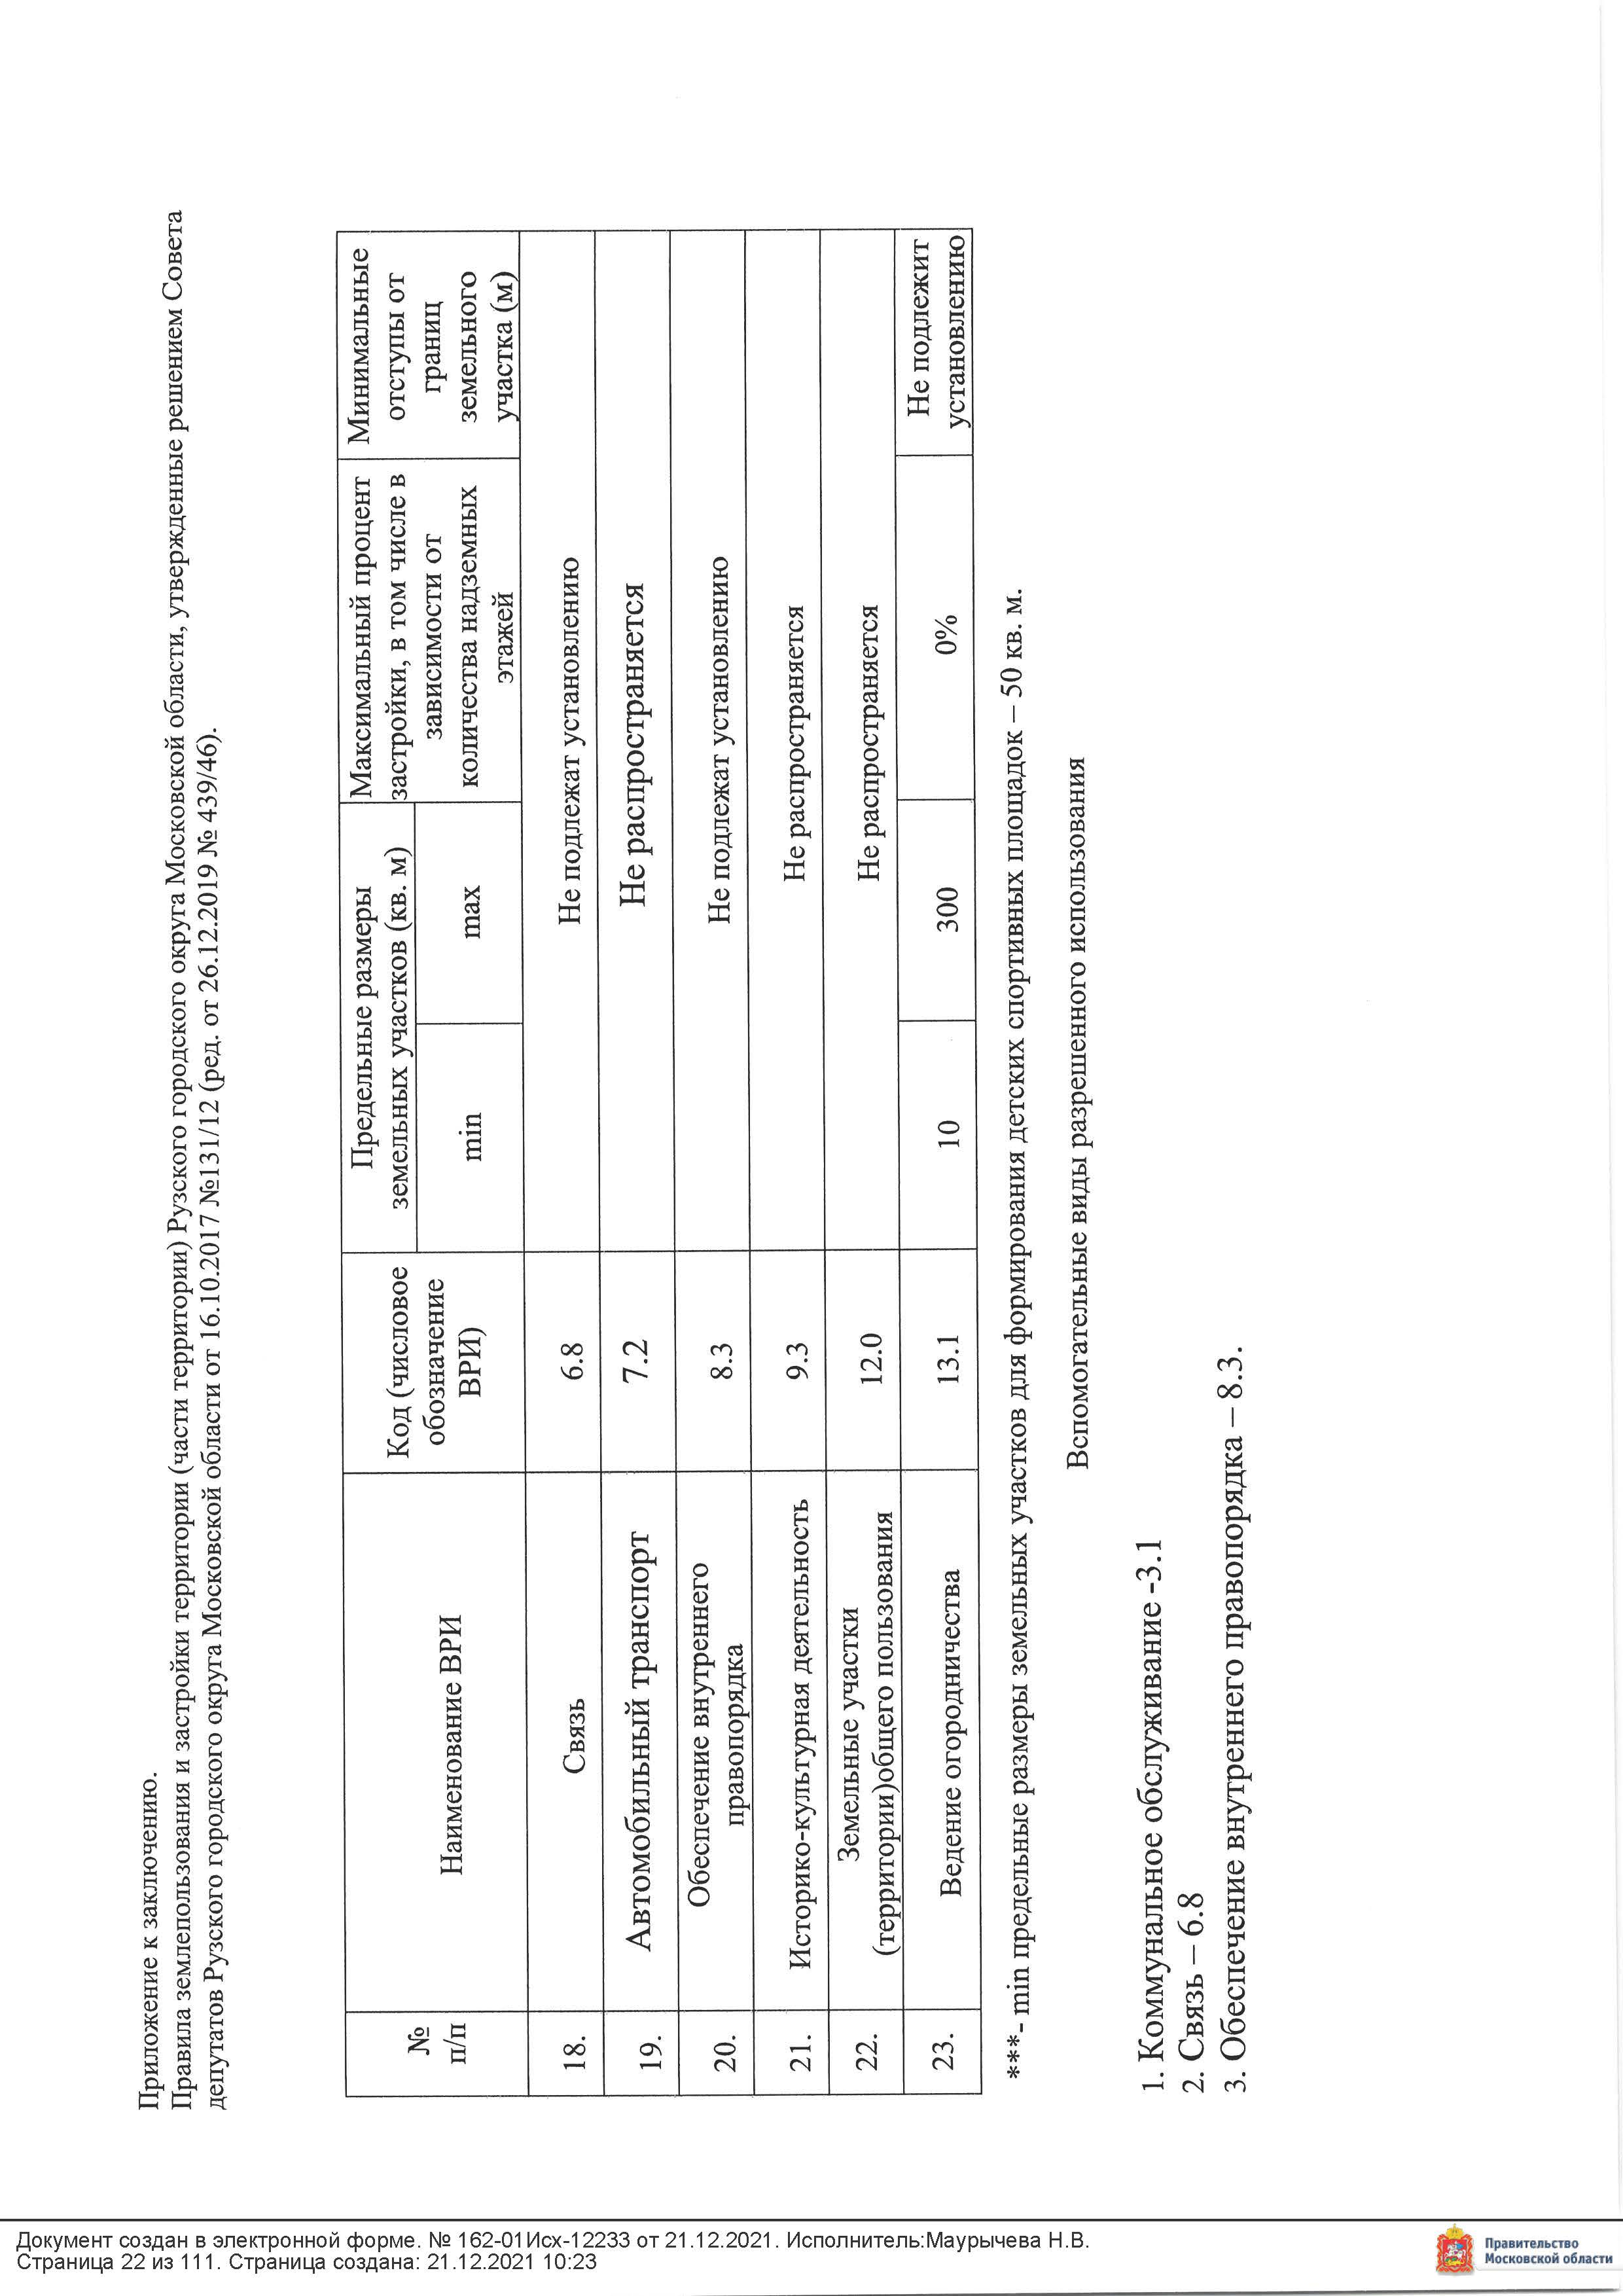 Приложение к заключению.
Правила землепользования и застройки территории (части территории) Рузского городского округа Московской области, утвержденные решением Совета
депутатов Рузского городского округа Московской области от 16.10.2017 №131/12 (ред. от 26.12.2019 № 439/46).
№
п/п
Наименование ВРИ
Код (числовое
обозначение
ВРИ)
Предельные размеры
земельных участков (кв. м)
min
max
Максимальный процент
застройки, в том числе в
зависимости от
количества надземных
этажей
Минимальные
отступы от
границ
земельного
участка (м)
18.
Связь
6.8
Не подлежат установлению
19.
Автомобильный транспорт
7.2
Не распространяется
20.
Обеспечение внутреннего
правопорядка
8.3
Не подлежат установлению
21.
Историко-культурная деятельность
9.3
Не распространяется
22.
Земельные участки
(территории)общего пользования
12.0
Не распространяется
23.
Ведение огородничества
13.1
10
300
0%
Не подлежит
установлению
***- min предельные размеры земельных участков для формирования детских спортивных площадок – 50 кв. м.
Вспомогательные виды разрешенного использования
1. Коммунальное обслуживание -3.1
2. Связь – 6.8
3. Обеспечение внутреннего правопорядка – 8.3.
Документ создан в электронной форме. № 162-01Исх-12233 от 21.12.2021. Исполнитель:Маурычева Н.В.
Страница 22 из 111. Страница создана: 21.12.2021 10:23
Правительство
Московской области